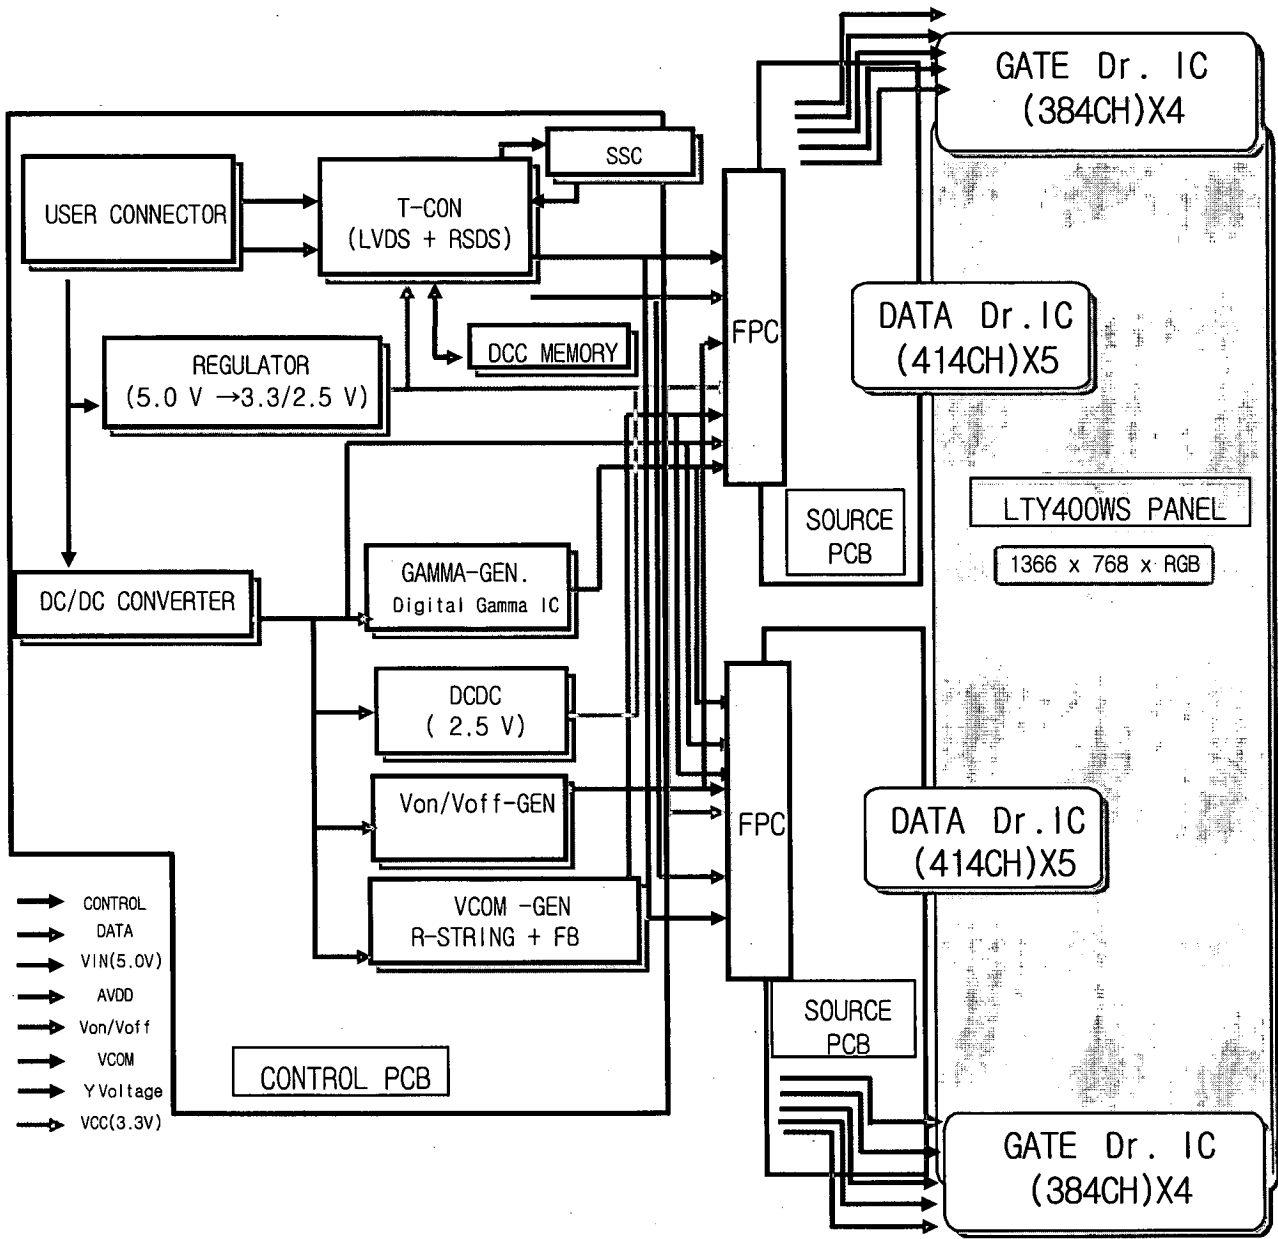 GATE Dr. IC
(384CH)X4
SSC
USER CONNECTOR
T-CON
(LVDS + RSDS)
DATA Dr.IC
(414CH)X5
FPC
DCC MEMORY
REGULATOR
(5.0 V →3.3/2.5 V)
LTY400WS PANEL
1366 x 768 x RGB
SOURCE
PCB
GAMMA-GEN.
Digital Gamma IC
DC/DC CONVERTER
DCDC
( 2.5 V)
Von/Voff-GEN
FPC
DATA Dr.IC
(414CH)X5
VCOM -GEN
R-STRING + FB
CONTROL
DATA
VIN(5.0V)
AVDD
Von/Voff
VCOM
Y Voltage
VCC(3.3V)
SOURCE
PCB
CONTROL PCB
GATE Dr. IC
(384CH)X4